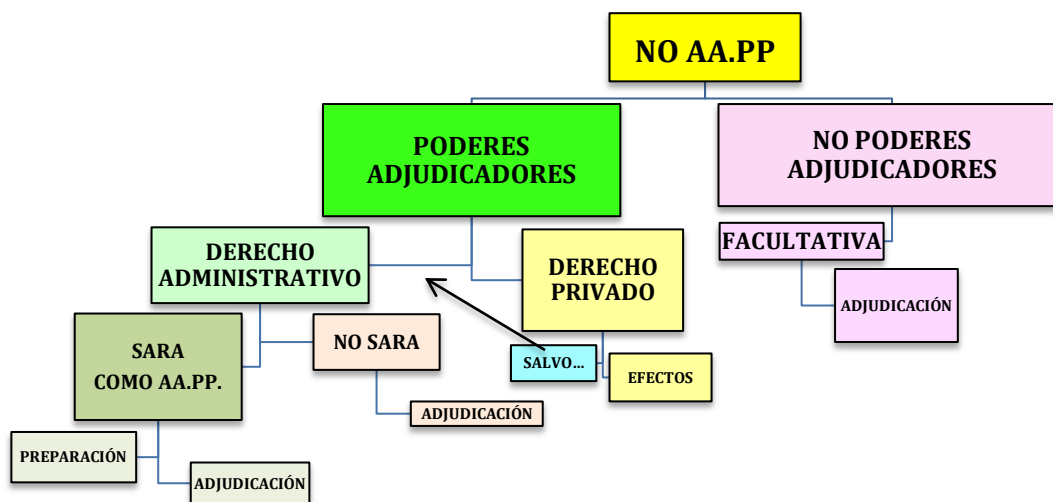 NO AA.PP
PODERES
ADJUDICADORES
NO PODERES
ADJUDICADORES
DERECHO
ADMINISTRATIVO
DERECHO
PRIVADO
FACULTATIVA
ADJUDICACIÓN
SARA
COMO AA.PP.
NO SARA
SALVO...
EFECTOS
ADJUDICACIÓN
PREPARACIÓN
ADJUDICACIÓN